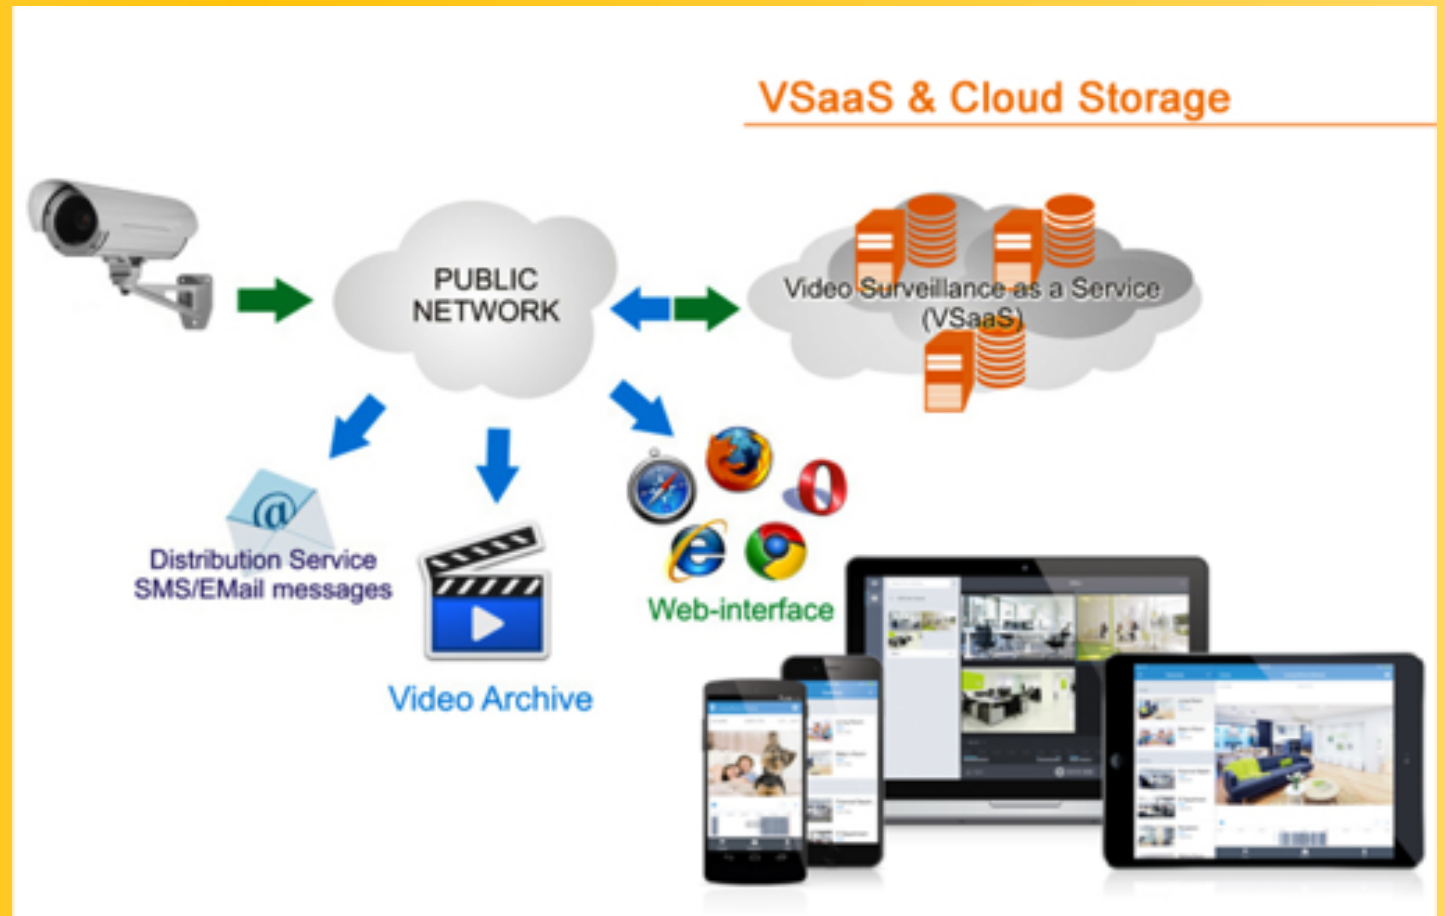 VSaaS & Cloud Storage
PUBLIC
NETWORK
Video Surveillance as a Service
(VSaaS)
Distribution Service
SMS/EMail messages
Video Archive
Web-interface